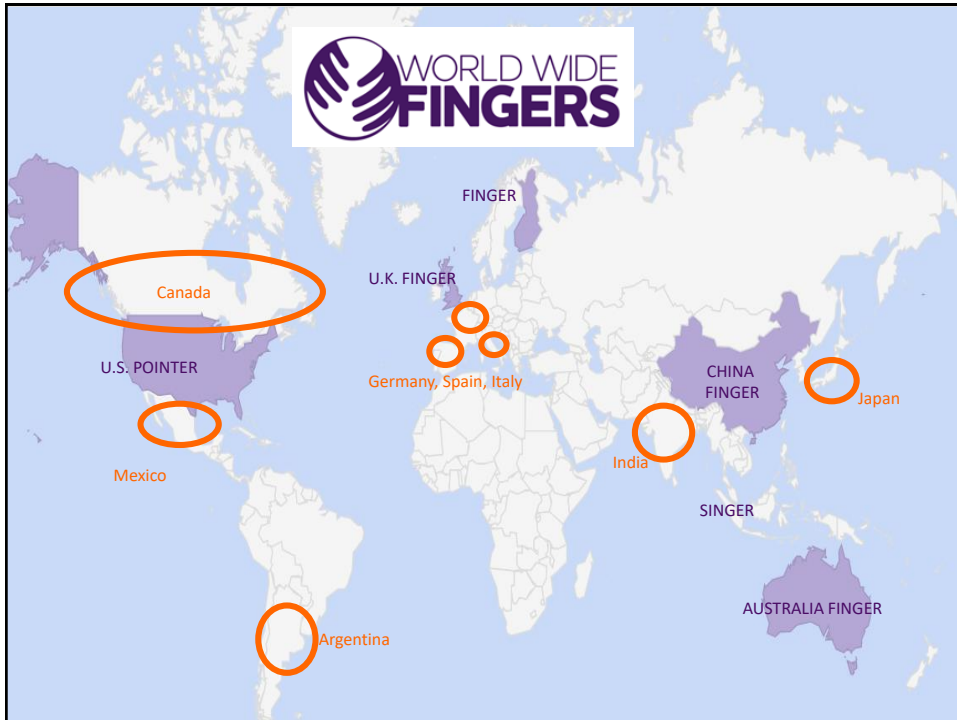 WORLD WIDE
FINGERS
FINGER
U.K. FINGER
Canada
U.S. POINTER
Germany, Spain, Italy
CHINA
FINGER
Japan
Mexico
India
SINGER
AUSTRALIA FINGER
Argentina